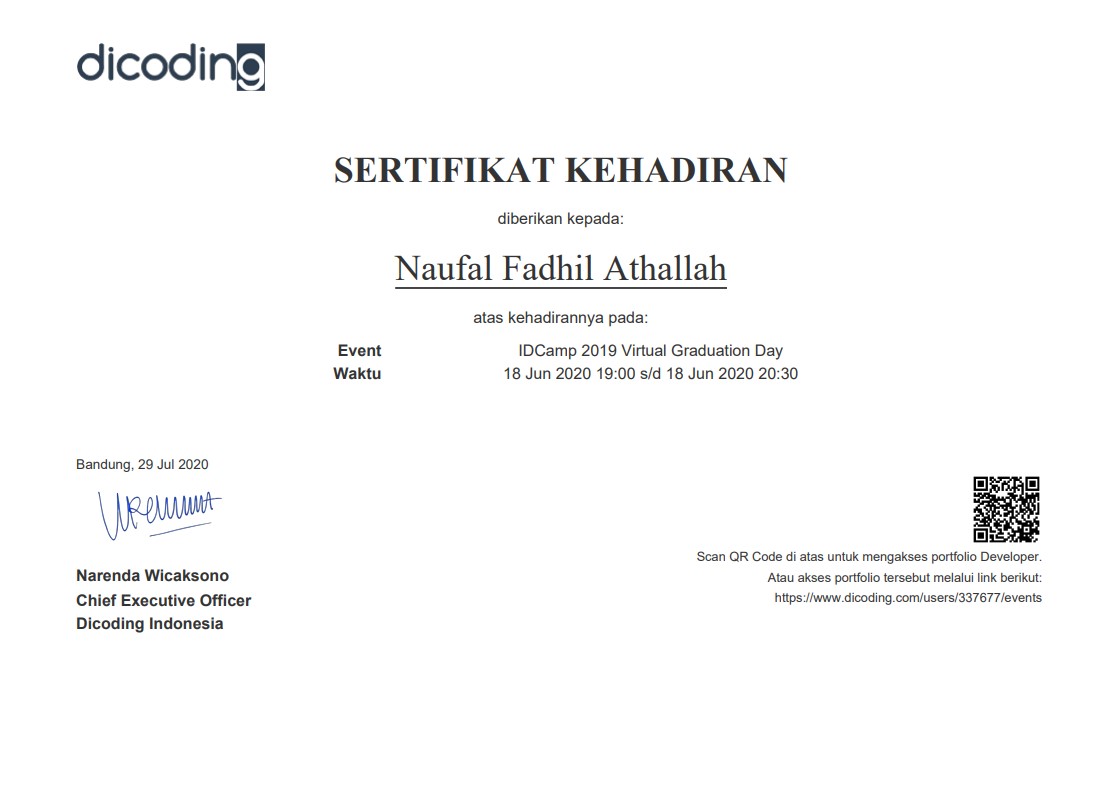 dicoding
SERTIFIKAT KEHADIRAN
diberikan kepada:
Naufal Fadhil Athallah
atas kehadirannya pada:
Event IDCamp 2019 Virtual Graduation Day
Waktu 18 Jun 2020 19:00 s/d 18 Jun 2020 20:30
Bandung, 29 Jul 2020
Narenda Wicaksono
Chief Executive Officer
Dicoding Indonesia
Scan QR Code di atas untuk mengakses portfolio Developer.
Atau akses portfolio tersebut melalui link berikut:
https://www.dicoding.com/users/337677/events